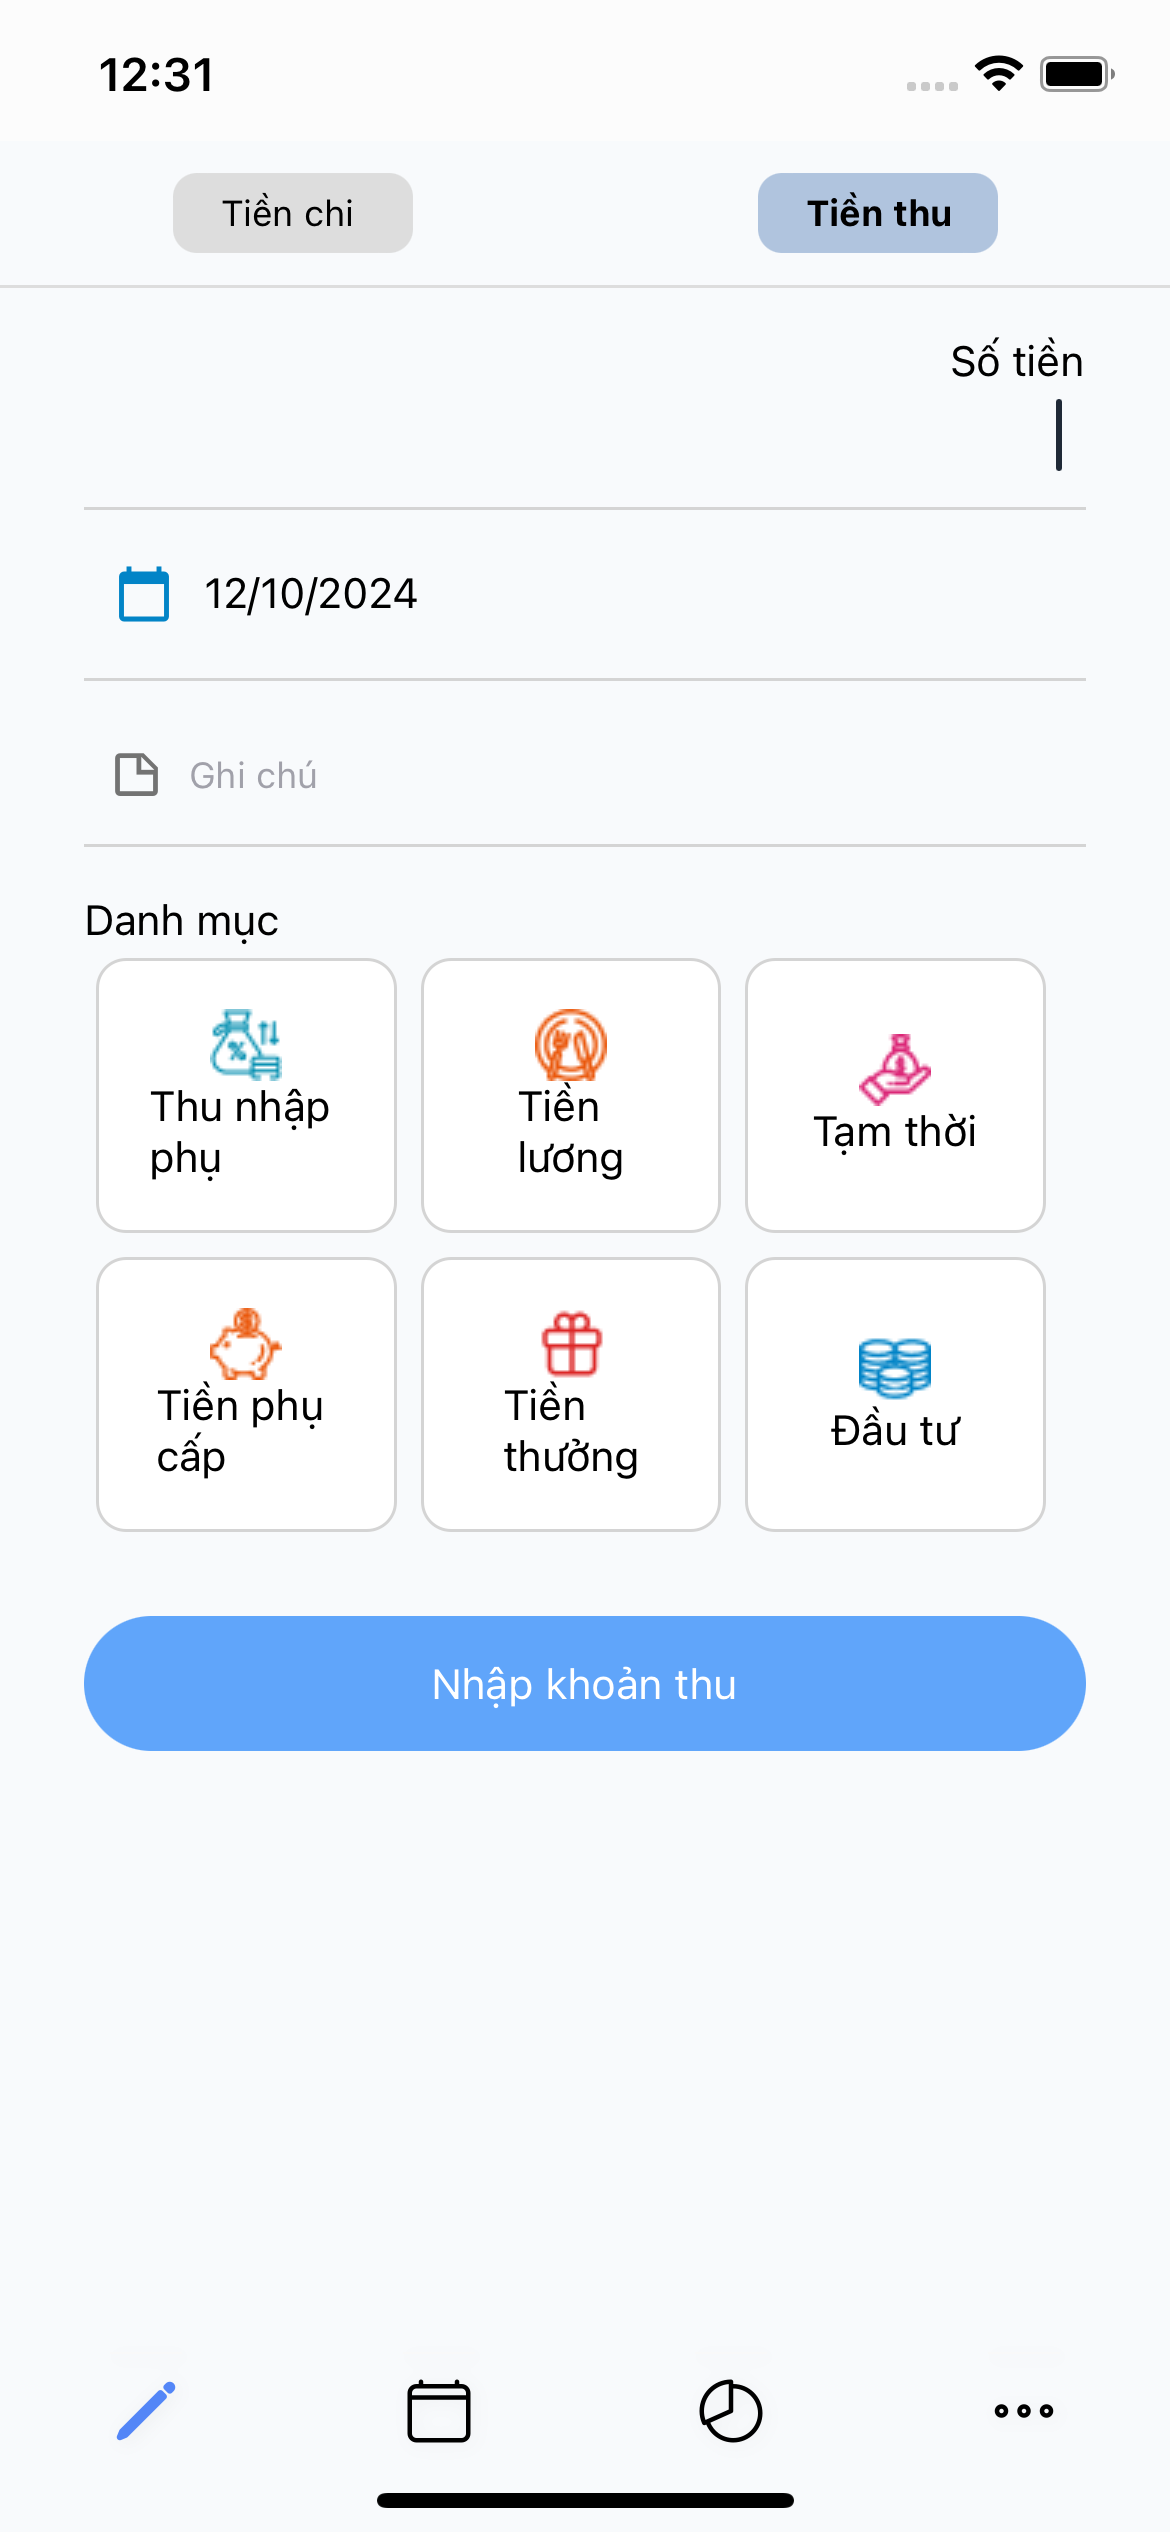 12:31
Tiền chi
Tiền thu
Số tiền
12/10/2024
Ghi chú
Danh mục
Thu nhập
phụ
Tiền
lương
Tạm thời
Tiền phụ
cấp
Tiền
thưởng
Đầu tư
Nhập khoản thu